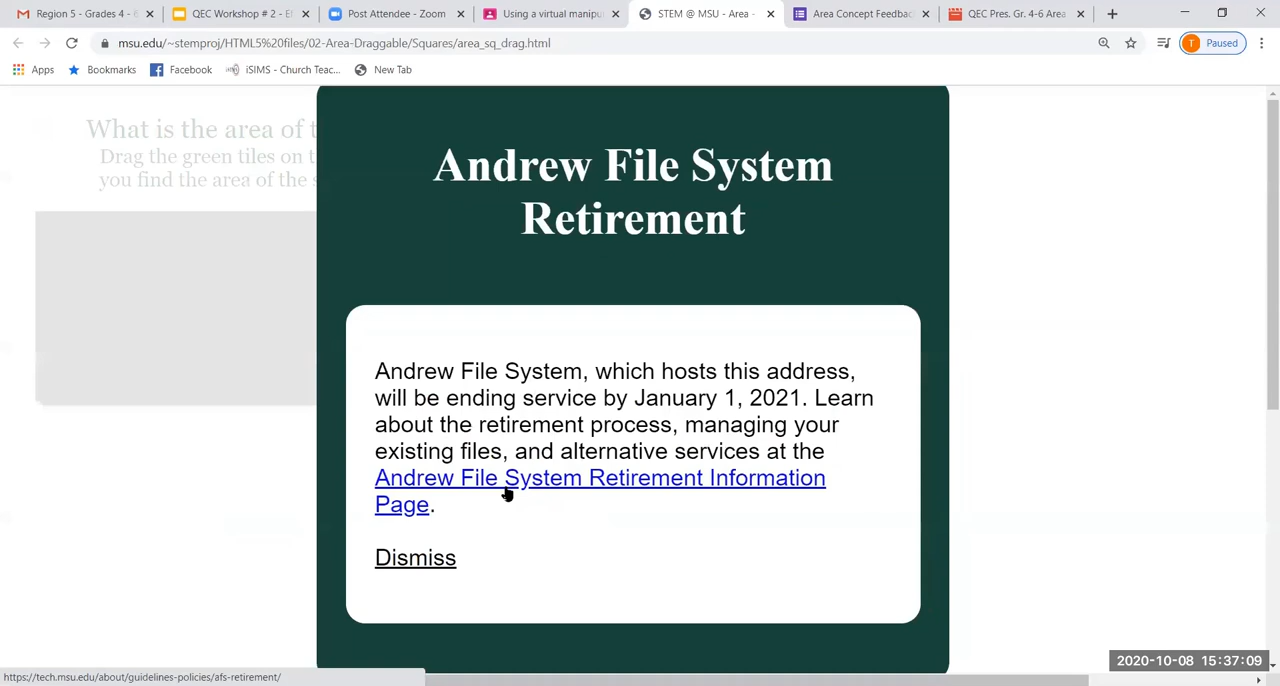 Region 5 - Grades 4 - 6
QEC Workshop # 2 - E
Post Attendee - Zoom
Using a virtual manipu
STEM @ MSU - Area -
Area Concept Feedbac
QEC Pres. Gr. 4-6 Area
msu.edu/~stemproj/HTML5%20files/02-Area-Draggable/Squares/area_sq_drag.html
T Paused
Apps Bookmarks Facebook iSIMS - Church Teac... New Tab
What is the area of t
Drag the green tiles on t
you find the area of the s
Andrew File System
Retirement
Andrew File System, which hosts this address,
will be ending service by January 1, 2021. Learn
about the retirement process, managing your
existing files, and alternative services at the
Andrew File System Retirement Information
Page.
Dismiss
2020-10-08 15:37:09
https://tech.msu.edu/about/guidelines-policies/afs-retirement/